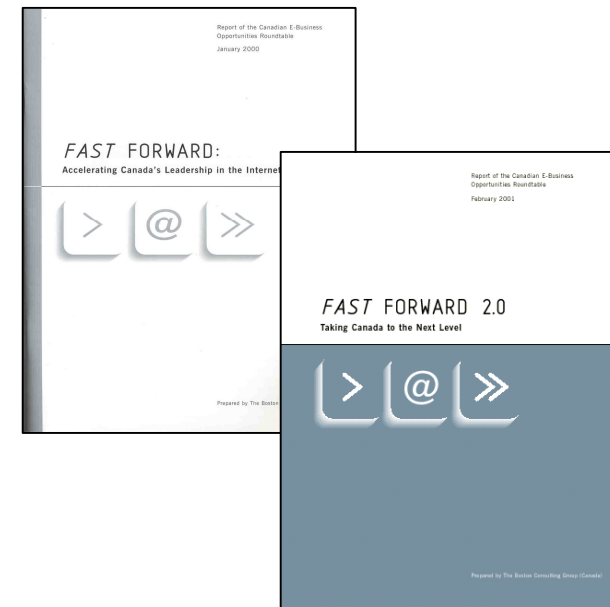 Report of the Canadian E-Business
Opportunities Roundtable
January 2000
FAST FORWARD:
Accelerating Canada's Leadership in the Internet
> @ >>
Prepared by The Boston
Report of the Canadian E-Business
Opportunities Roundtable
February 2001
FAST FORWARD 2.0
Taking Canada to the Next Level
> @ >>
Prepared by The Boston Consulting Group (Canada)